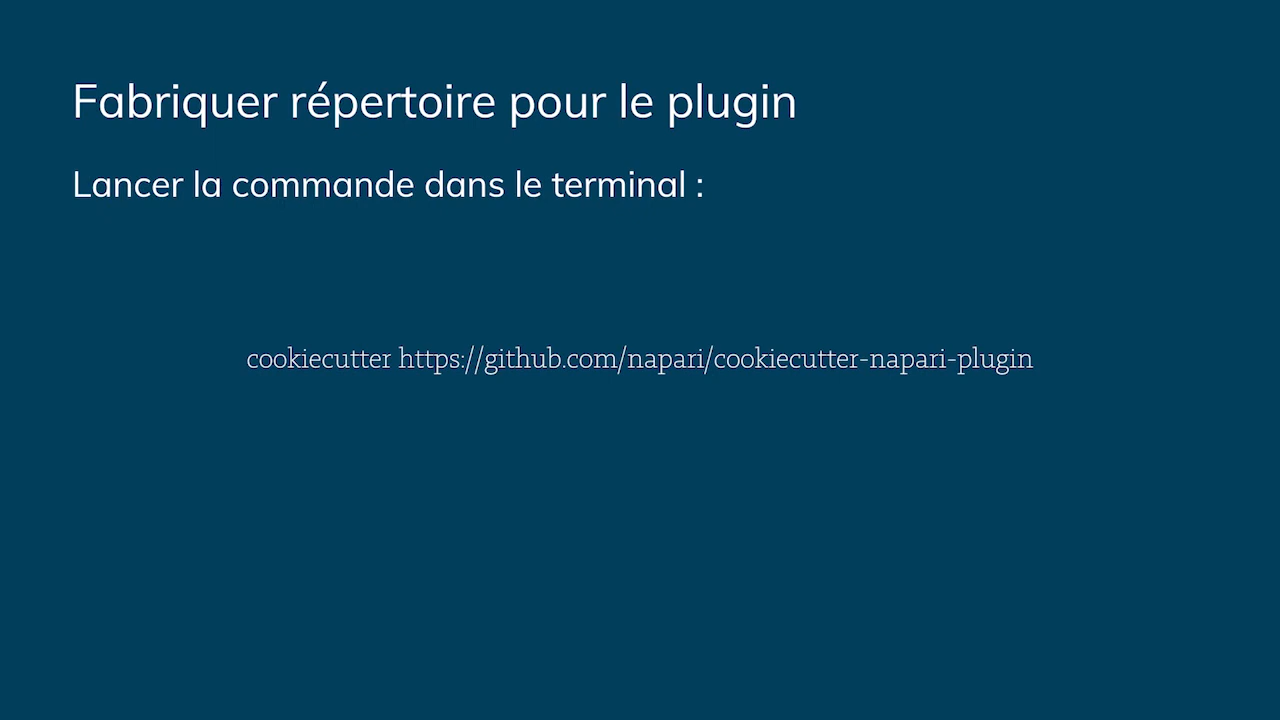 Fabriquer répertoire pour le plugin
Lancer la commande dans le terminal :
cookiecutter https://github.com/napari/cookiecutter-napari-plugin